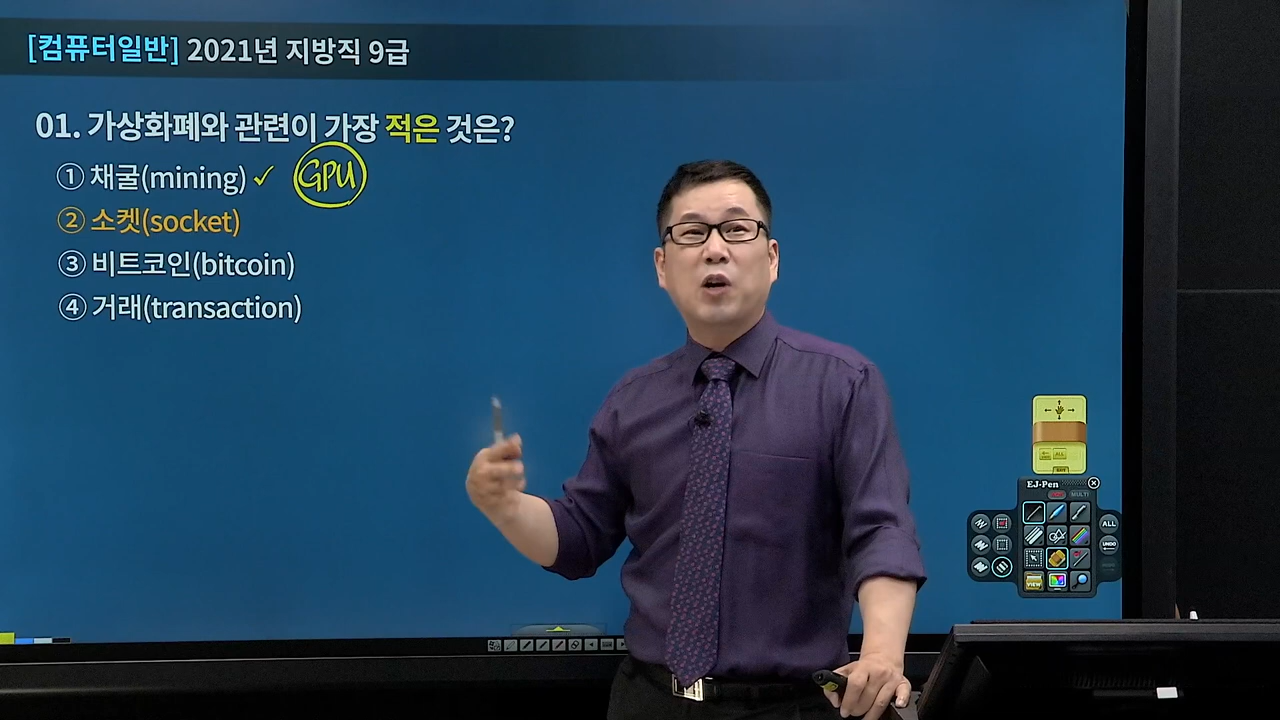 [컴퓨터일반] 2021년 지방직 9급
01. 가상화폐와 관련이 가장 적은 것은?
① 채굴(mining) ✓ GPU
② 소켓(socket)
③ 비트코인(bitcoin)
④ 거래(transaction)
EJ-Pen
MULTI
ALL
UNDO
VIEW
ALL